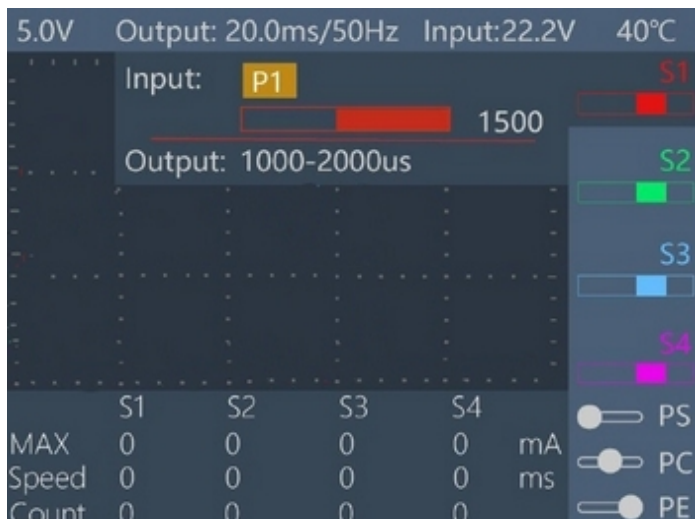 5.0V Output: 20.0ms/50Hz Input:22.2V 40℃
Input: P1
1500
Output: 1000-2000us
S1
S2
S3
S4
S1 S2 S3 S4
MAX 0 0 0 0 mA
Speed 0 0 0 0 ms
Count 0 0 0 0
PS
PC
PE